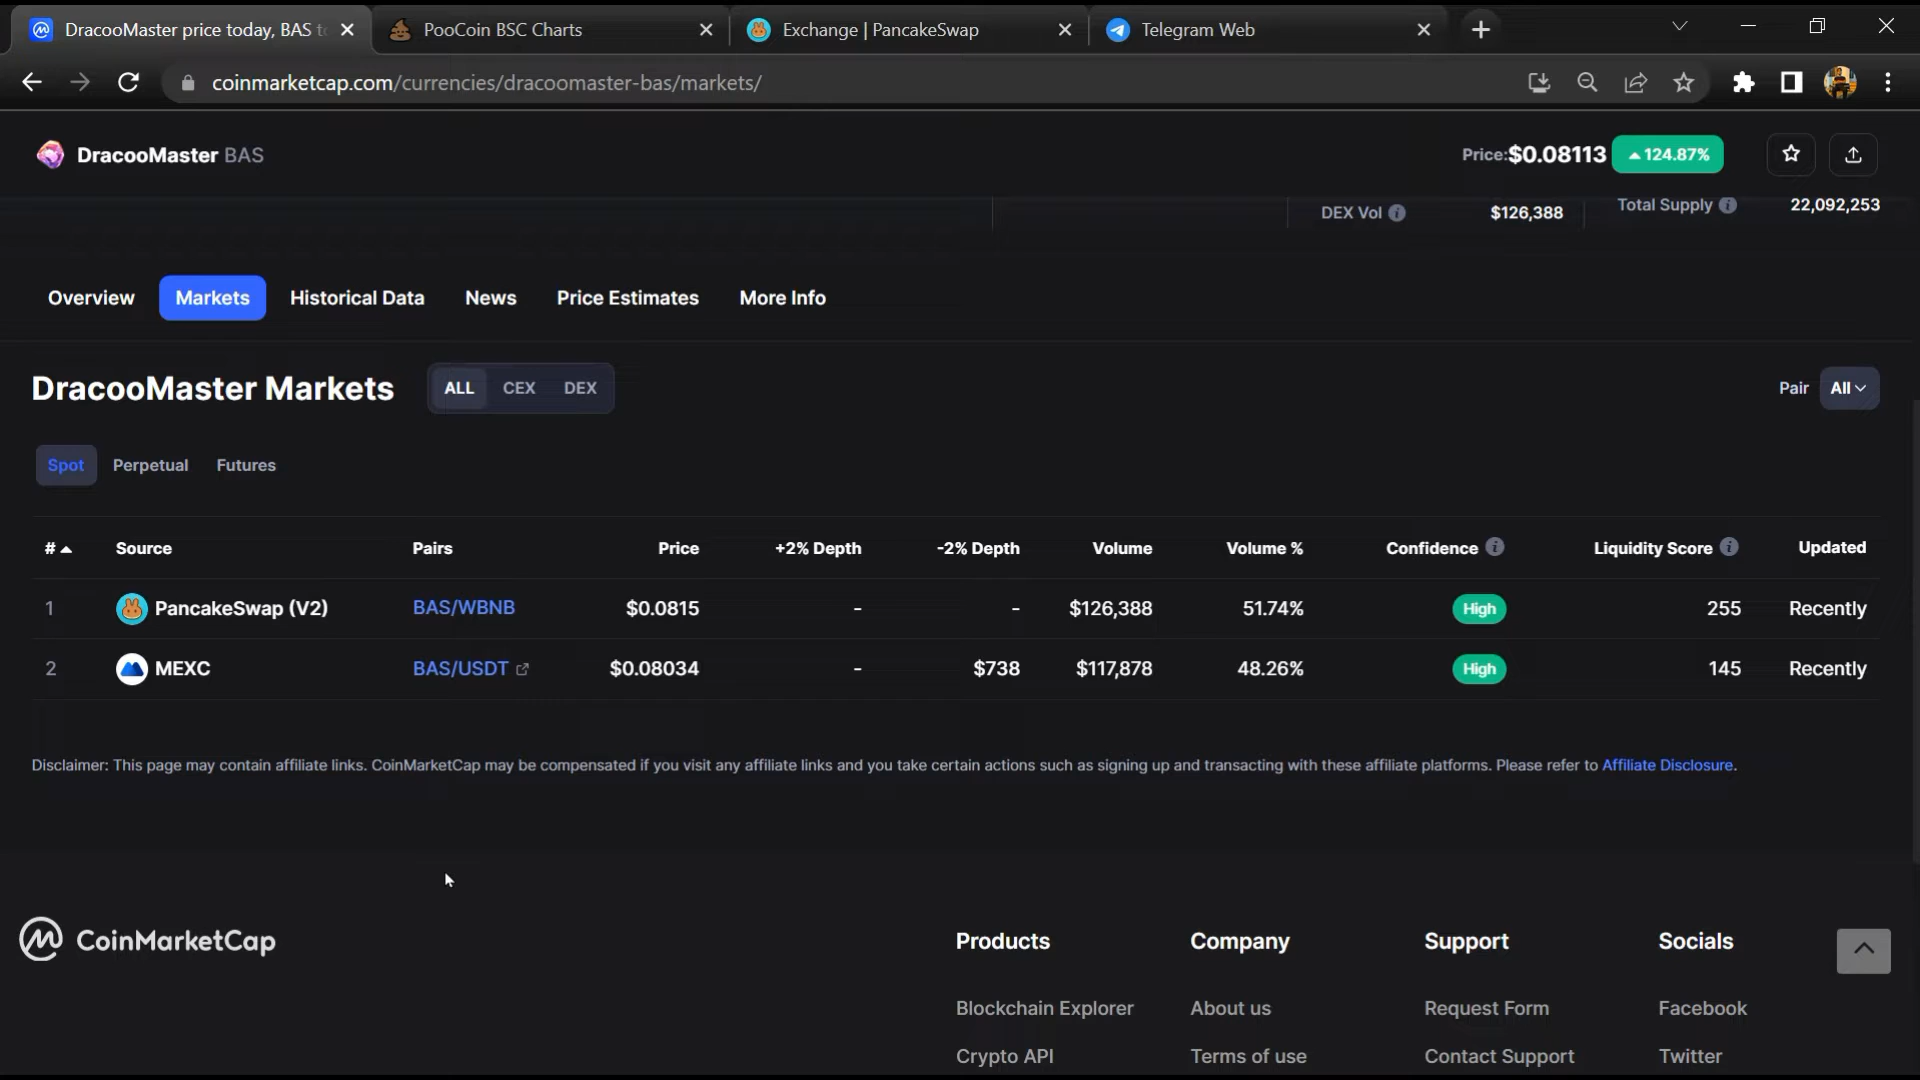 DracooMaster price today, BAS to
PooCoin BSC Charts
Exchange | PancakeSwap
Telegram Web
coinmarketcap.com/currencies/dracoomaster-bas/markets/
DracooMaster BAS
Price:$0.08113 124.87%
DEX Vol $126,388
Total Supply 22,092,253
Overview Markets Historical Data News Price Estimates More Info
DracooMaster Markets ALL CEX DEX Pair All
Spot Perpetual Futures
# Source Pairs Price +2% Depth -2% Depth Volume Volume % Confidence Liquidity Score Updated
1 PancakeSwap (V2) BAS/WBNB $0.0815 - - $126,388 51.74% High 255 Recently
2 MEXC BAS/USDT $0.08034 - $738 $117,878 48.26% High 145 Recently
Disclaimer: This page may contain affiliate links. CoinMarketCap may be compensated if you visit any affiliate links and you take certain actions such as signing up and transacting with these affiliate platforms. Please refer to Affiliate Disclosure.
CoinMarketCap
Products Company Support Socials
Blockchain Explorer About us Request Form Facebook
Crypto API Terms of use Contact Support Twitter